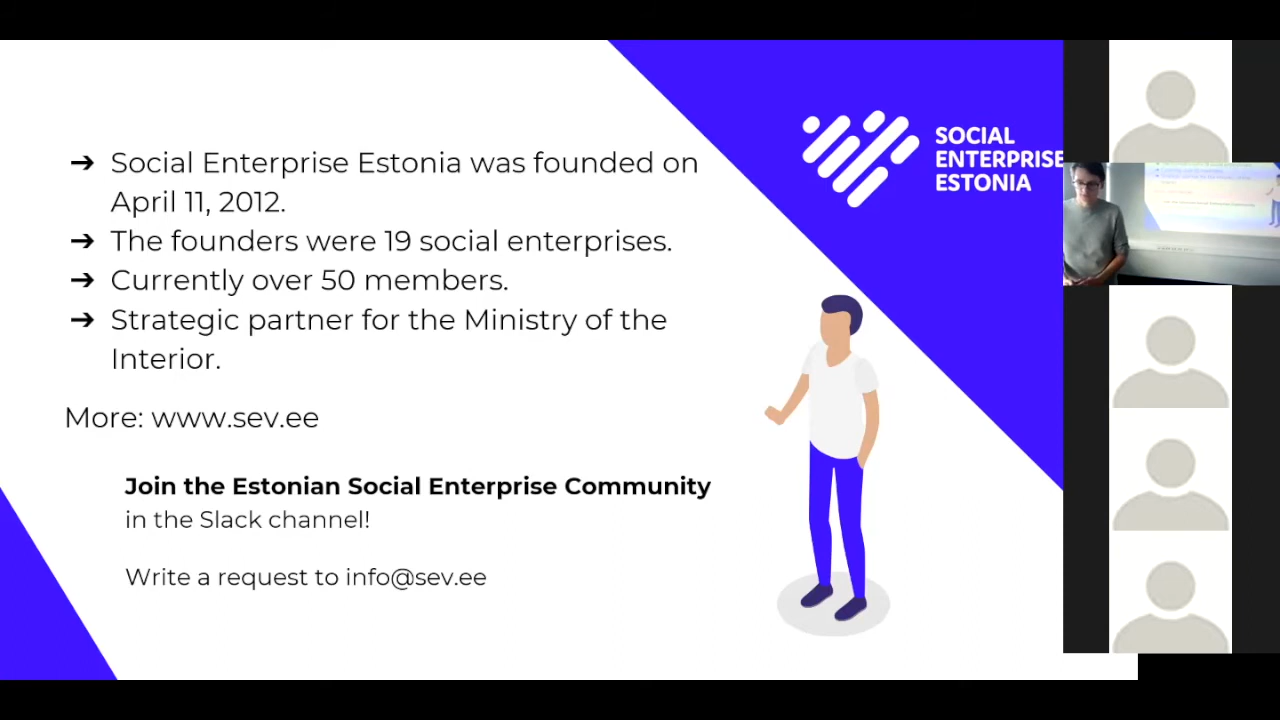 SOCIAL
ENTERPRISE
ESTONIA
➔ Social Enterprise Estonia was founded on
April 11, 2012.
➔ The founders were 19 social enterprises.
➔ Currently over 50 members.
➔ Strategic partner for the Ministry of the
Interior.
More: www.sev.ee
Join the Estonian Social Enterprise Community
in the Slack channel!
Write a request to info@sev.ee